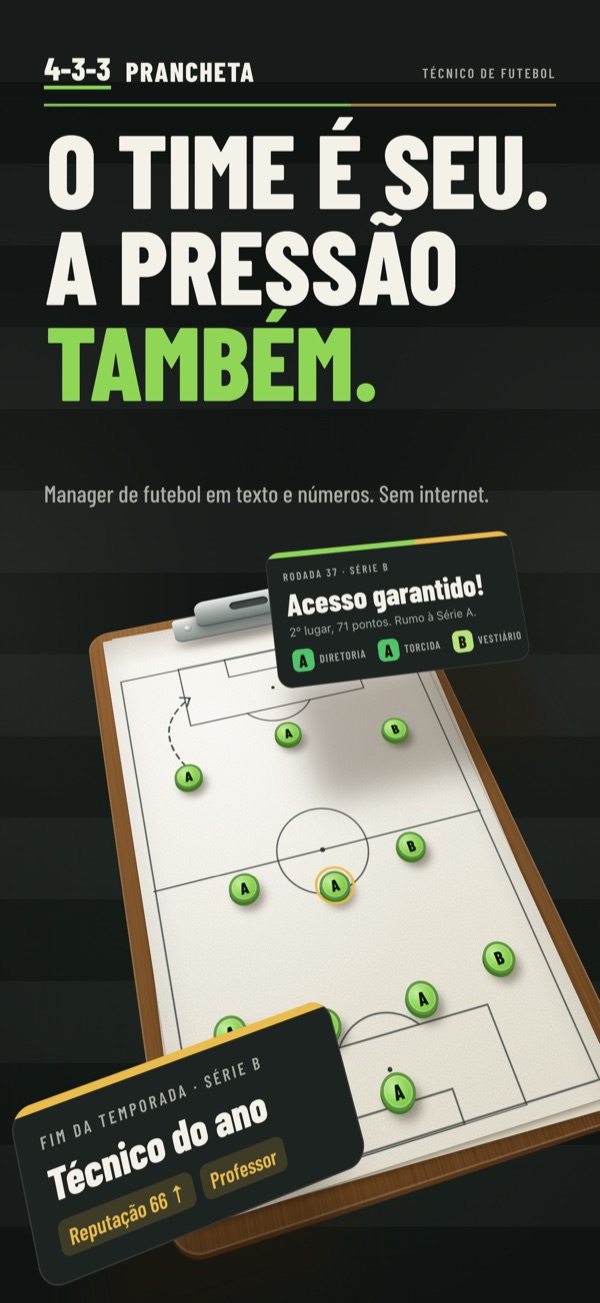 4-3-3 PRANCHETA
TÉCNICO DE FUTEBOL
O TIME É SEU.
A PRESSÃO
TAMBÉM.
Manager de futebol em texto e números. Sem internet.
RODADA 37 · SÉRIE B
Acesso garantido!
2º lugar, 71 pontos. Rumo à Série A.
A DIRETORIA A TORCIDA B VESTIÁRIO
A
B
A
B
A
A
B
A
A
A
FIM DA TEMPORADA · SÉRIE B
Técnico do ano
Reputação 66 ↑ Professor